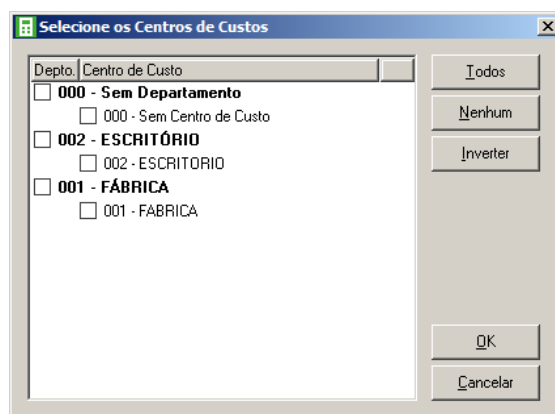 Selecione os Centros de Custos
Depto. Centro de Custo
000 - Sem Departamento
000 - Sem Centro de Custo
002 - ESCRITÓRIO
002 - ESCRITORIO
001 - FÁBRICA
001 - FABRICA
Todos
Nenhum
Inverter
OK
Cancelar